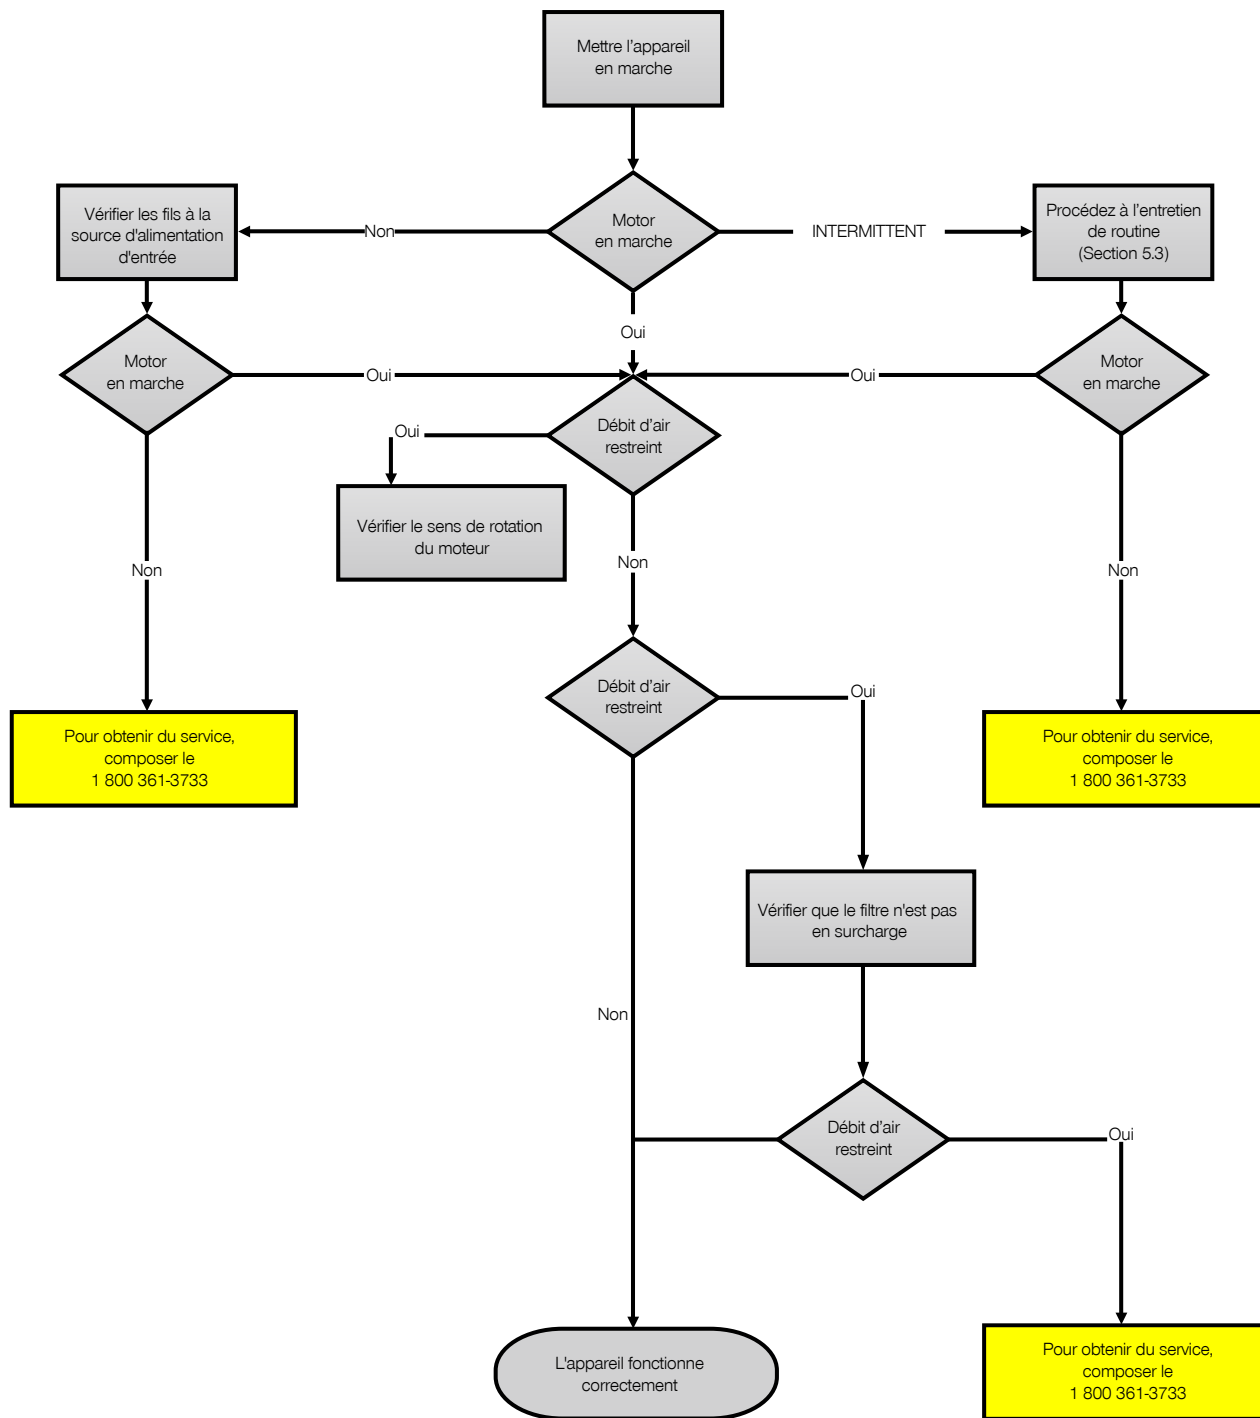 Mettre l'appareil
en marche
Vérifier les fils à la
source d'alimentation
d'entrée
Non
Motor
en marche
INTERMITTENT
Procédez à l'entretien
de routine
(Section 5.3)
Oui
Motor
en marche
Oui
Oui
Motor
en marche
Oui
Débit d'air
restreint
Vérifier le sens de rotation
du moteur
Non
Non
Non
Débit d'air
restreint
Oui
Pour obtenir du service,
composer le
1 800 361-3733
Pour obtenir du service,
composer le
1 800 361-3733
Vérifier que le filtre n'est pas
en surcharge
Non
Débit d'air
restreint
Oui
L'appareil fonctionne
correctement
Pour obtenir du service,
composer le
1 800 361-3733